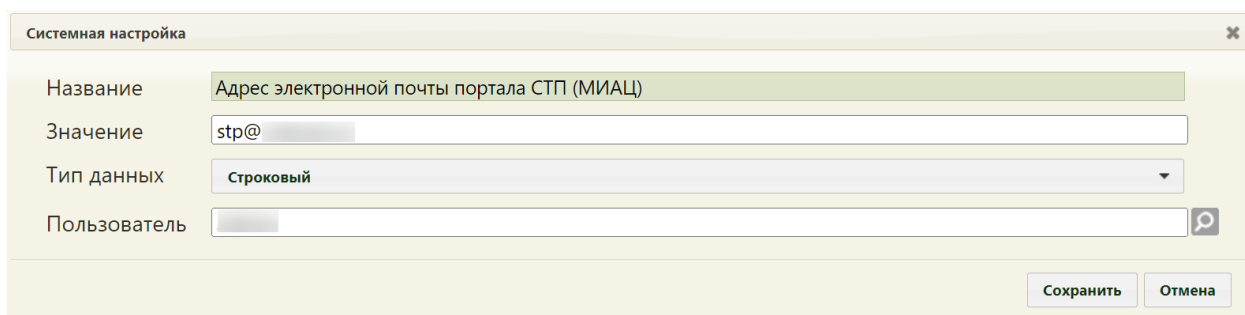 Системная настройка
Название Адрес электронной почты портала СТП (МИАЦ)
Значение stp@
Тип данных Строковый
Пользователь
Сохранить Отмена